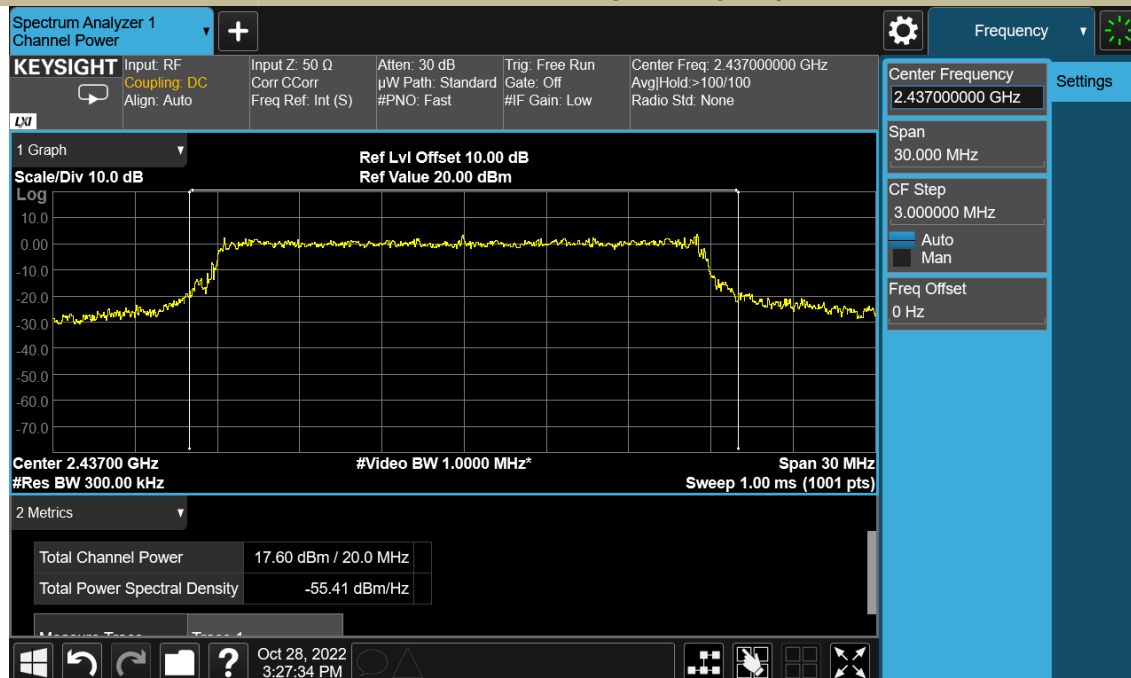 Spectrum Analyzer 1
Channel Power
+
Frequency
KEYSIGHT
Input: RF
Coupling: DC
Align: Auto
Input Z: 50 Ω
Corr CCorr
Freq Ref: Int (S)
Atten: 30 dB
µW Path: Standard
#PNO: Fast
Trig: Free Run
Gate: Off
#IF Gain: Low
Center Freq: 2.437000000 GHz
Avg|Hold:>100/100
Radio Std: None
LXI
Center Frequency
2.437000000 GHz
Settings
Span
30.000 MHz
CF Step
3.000000 MHz
Auto
Man
Freq Offset
0 Hz
1 Graph
Scale/Div 10.0 dB
Ref Lvl Offset 10.00 dB
Ref Value 20.00 dBm
Log
10.0
0.00
-10.0
-20.0
-30.0
-40.0
-50.0
-60.0
-70.0
Center 2.43700 GHz
#Video BW 1.0000 MHz*
Span 30 MHz
#Res BW 300.00 kHz
Sweep 1.00 ms (1001 pts)
2 Metrics
Total Channel Power 17.60 dBm / 20.0 MHz
Total Power Spectral Density -55.41 dBm/Hz
?
Oct 28, 2022
3:27:34 PM